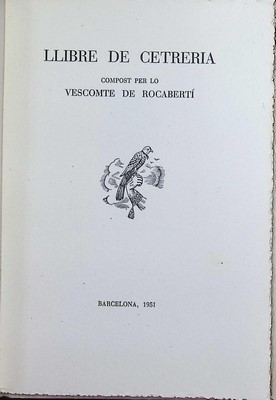 LLIBRE DE CETRERIA
COMPOST PER LO
VESCOMTE DE ROCABERTÍ
BARCELONA, 1951